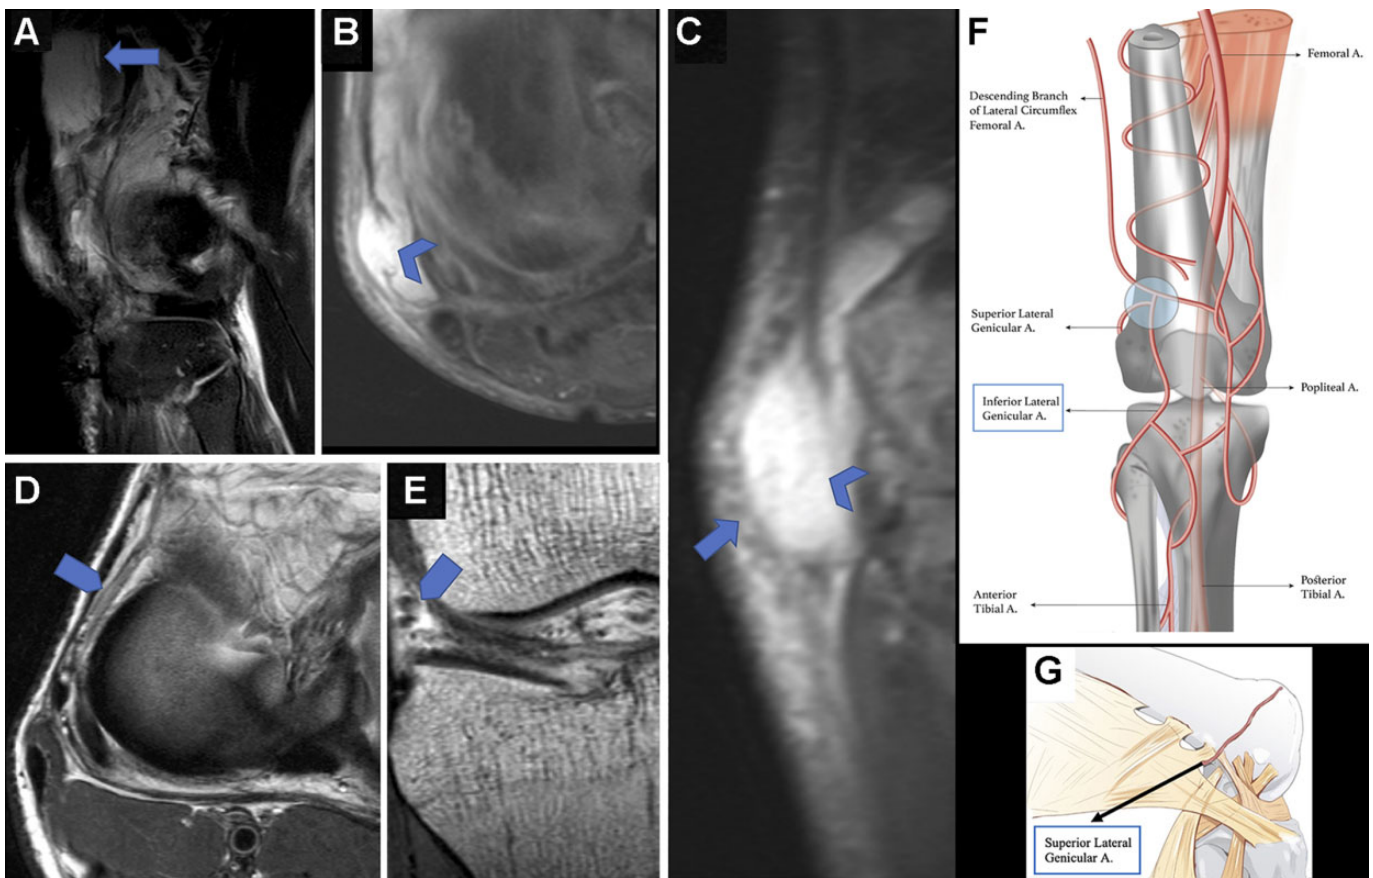 A
B
C
F
Femoral A.
Descending Branch
of Lateral Circumflex
Femoral A.
Superior Lateral
Genicular A.
Popliteal A.
Inferior Lateral
Genicular A.
D
E
Anterior
Tibial A.
Posterior
Tibial A.
G
Superior Lateral
Genicular A.